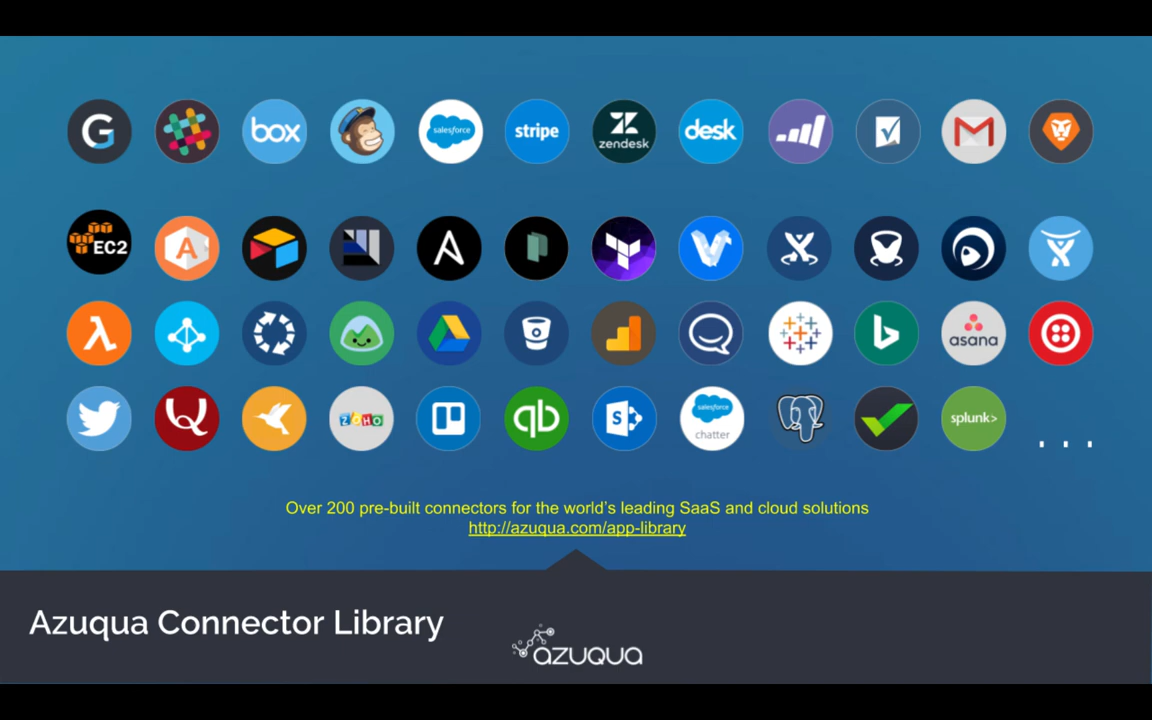 G
box
salesforce
stripe
zendesk
desk
EC2
A
asana
ZOHO
qb
S
salesforce
chatter
splunk>
. . .
Over 200 pre-built connectors for the world's leading SaaS and cloud solutions
http://azuqua.com/app-library
Azuqua Connector Library
azuqua